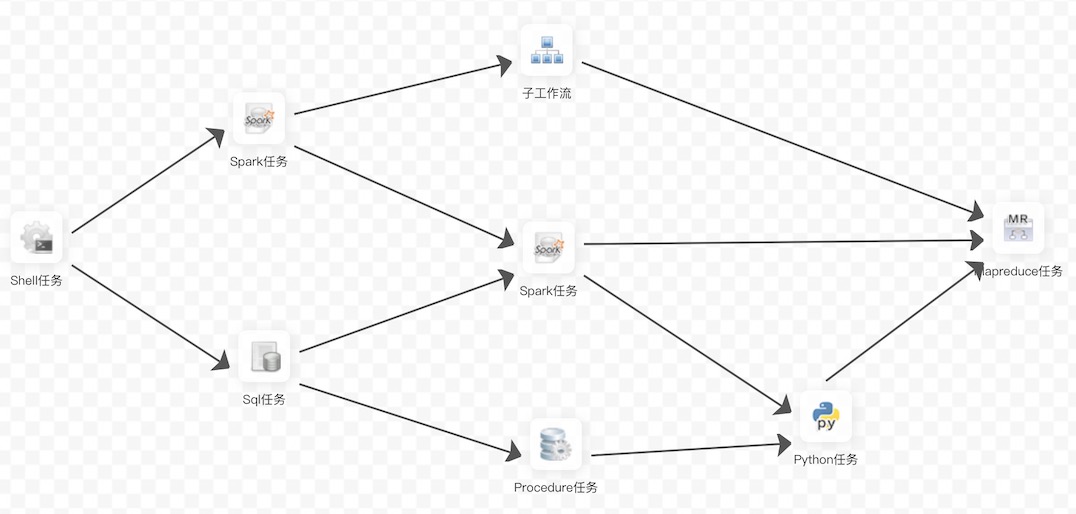 子工作流
Spark
Spark任务
MR
Mapreduce任务
Shell任务
Spark
Spark任务
Sql任务
py
Python任务
Procedure任务